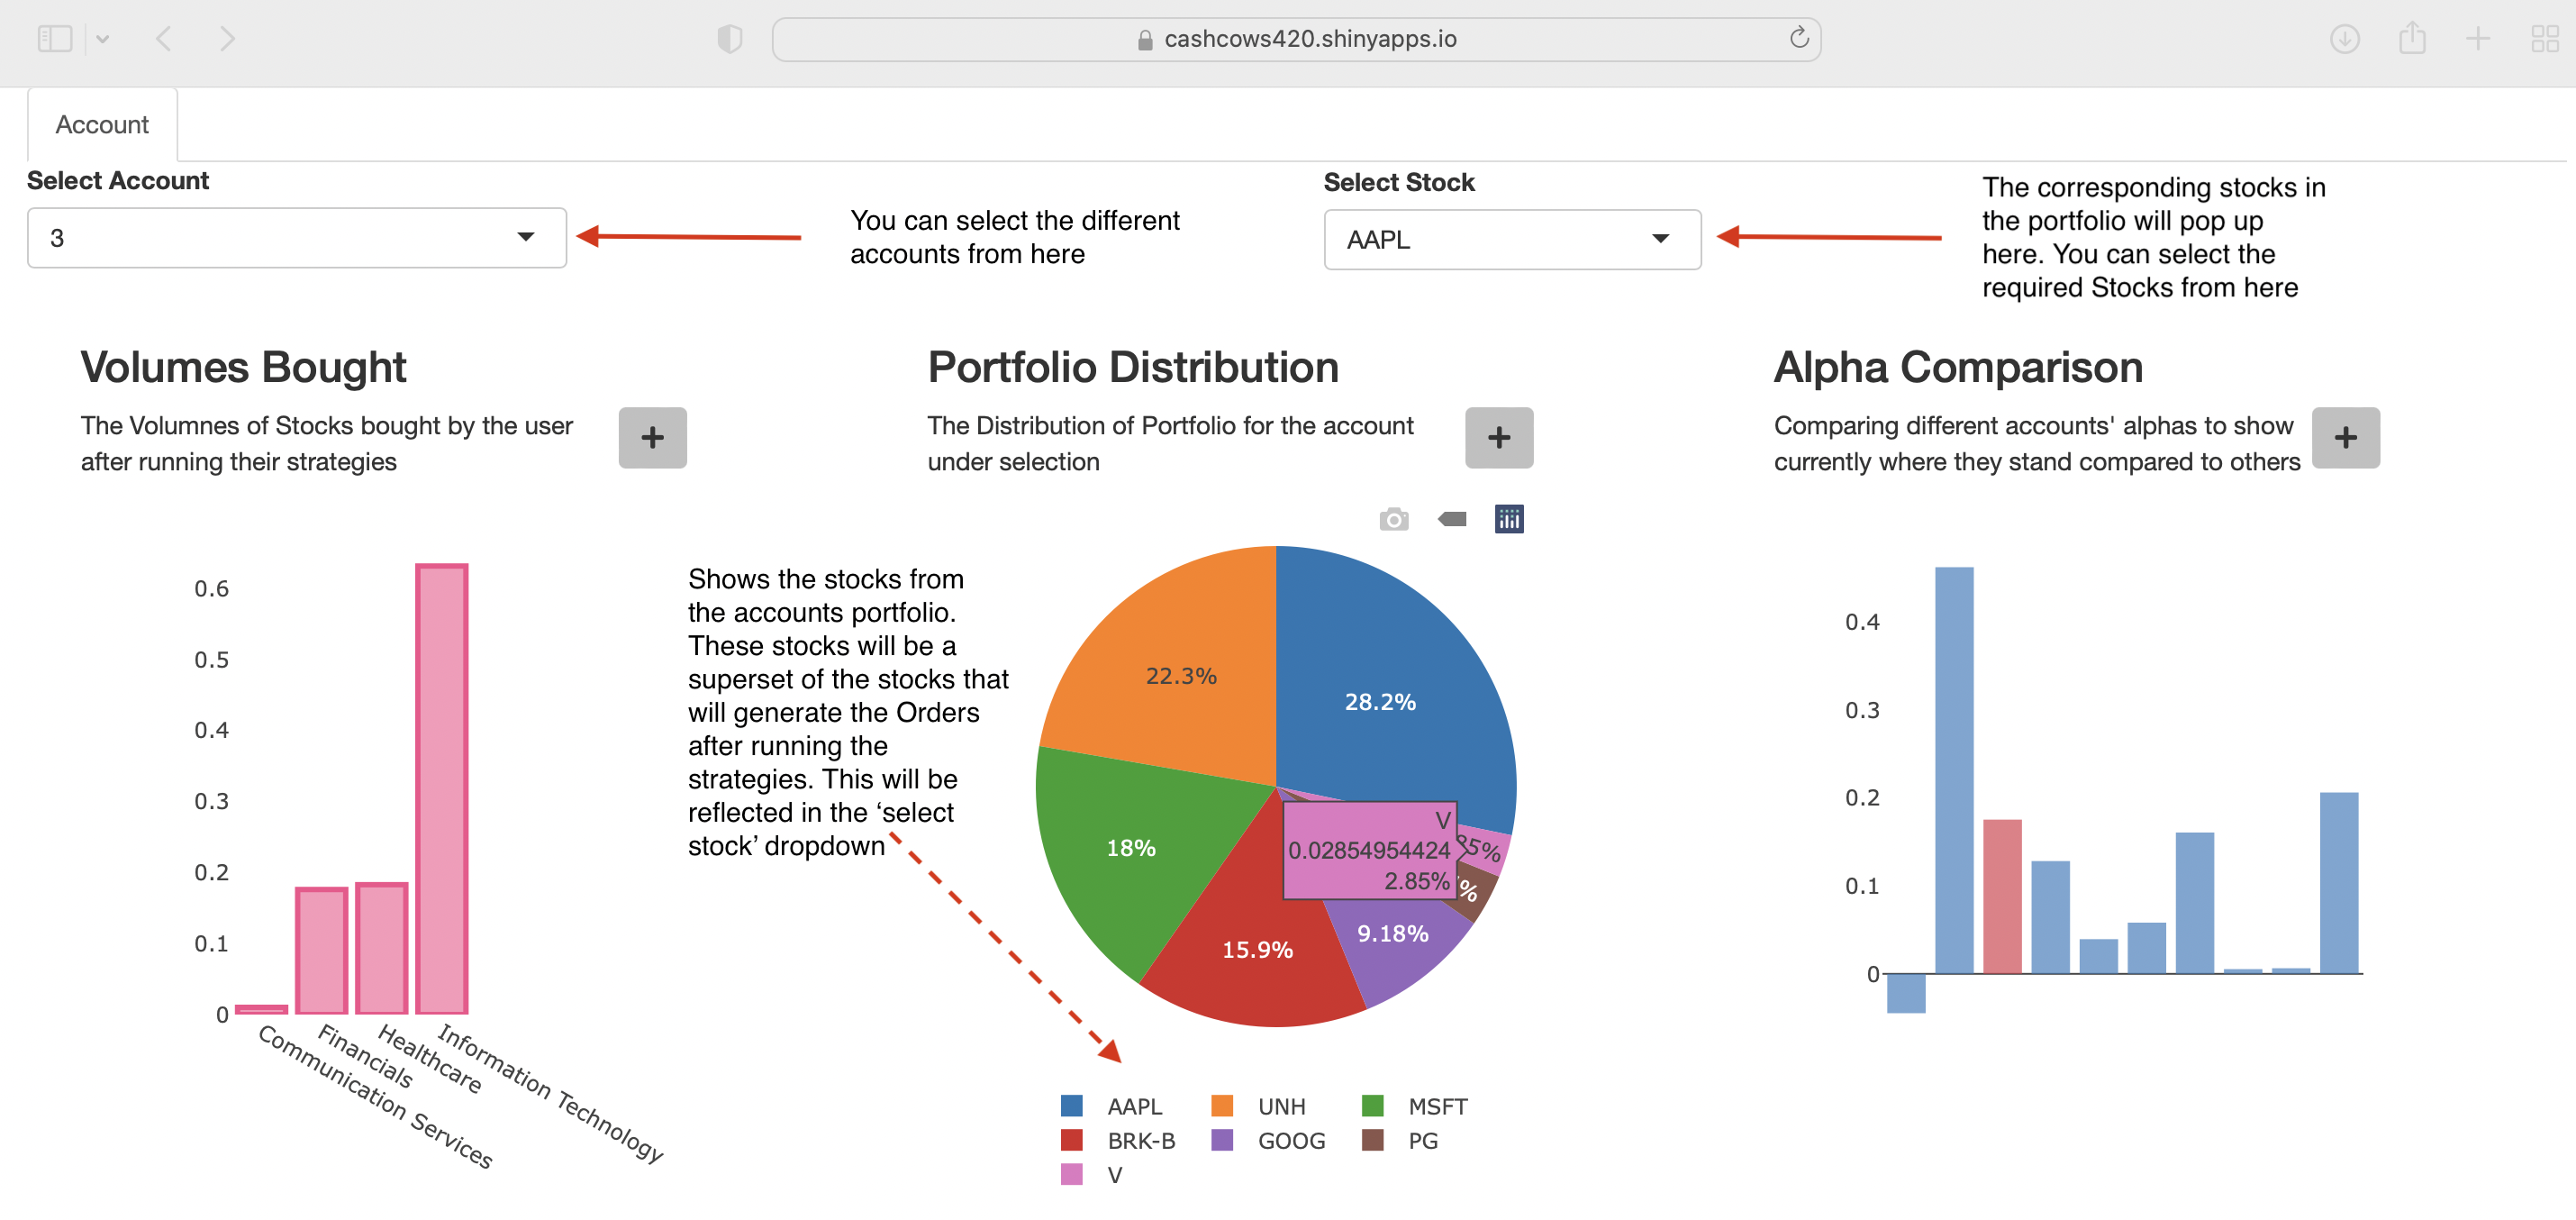 cashcows420.shinyapps.io
Account
Select Account
3
You can select the different
accounts from here
Select Stock
AAPL
The corresponding stocks in
the portfolio will pop up
here. You can select the
required Stocks from here
Volumes Bought
The Volumnes of Stocks bought by the user
after running their strategies
+
0.6
0.5
0.4
0.3
0.2
0.1
0
Communication Services
Financials
Healthcare
Information Technology
Portfolio Distribution
The Distribution of Portfolio for the account
under selection
+
Shows the stocks from
the accounts portfolio.
These stocks will be a
superset of the stocks that
will generate the Orders
after running the
strategies. This will be
reflected in the ‘select
stock’ dropdown
22.3%
28.2%
18%
15.9%
9.18%
V
0.02854954424
2.85%
85%
%
AAPL
UNH
MSFT
BRK-B
GOOG
PG
V
Alpha Comparison
Comparing different accounts' alphas to show
currently where they stand compared to others
+
0.4
0.3
0.2
0.1
0